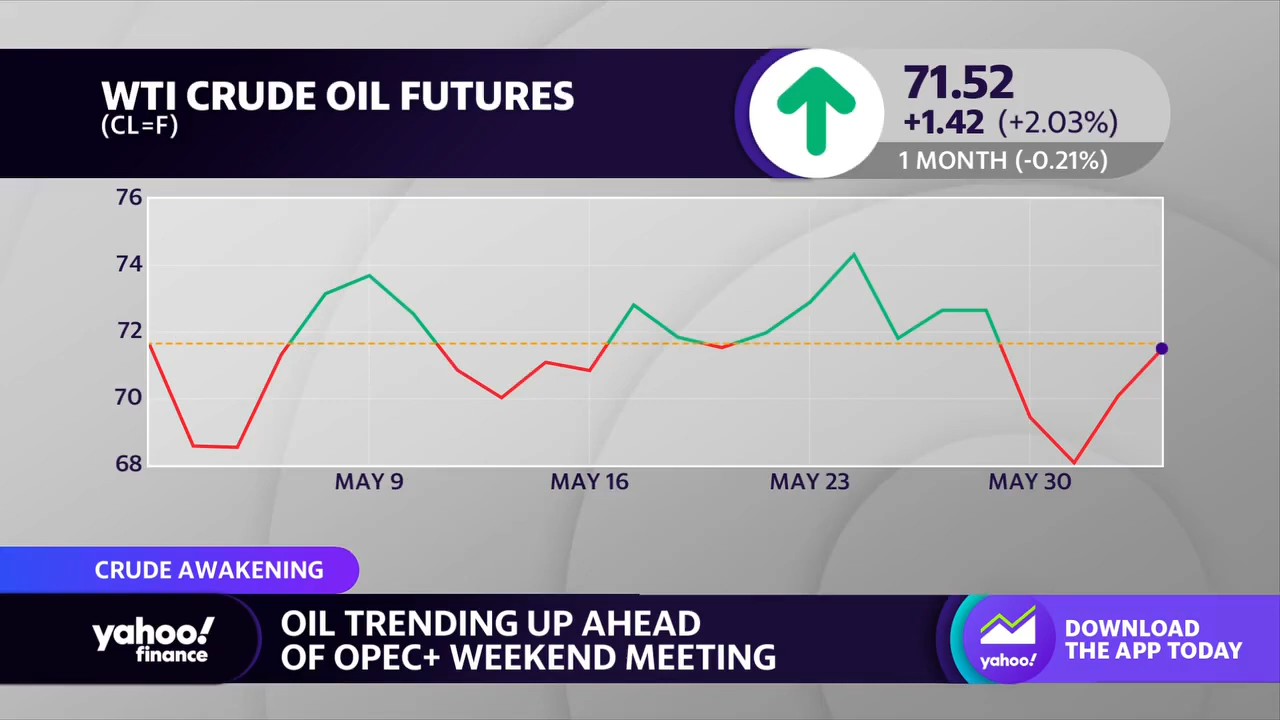 WTI CRUDE OIL FUTURES
(CL=F)
71.52
+1.42 (+2.03%)
1 MONTH (-0.21%)
76
74
72
70
68
MAY 9
MAY 16
MAY 23
MAY 30
CRUDE AWAKENING
yahoo!
finance
OIL TRENDING UP AHEAD
OF OPEC+ WEEKEND MEETING
yahoo!
DOWNLOAD
THE APP TODAY